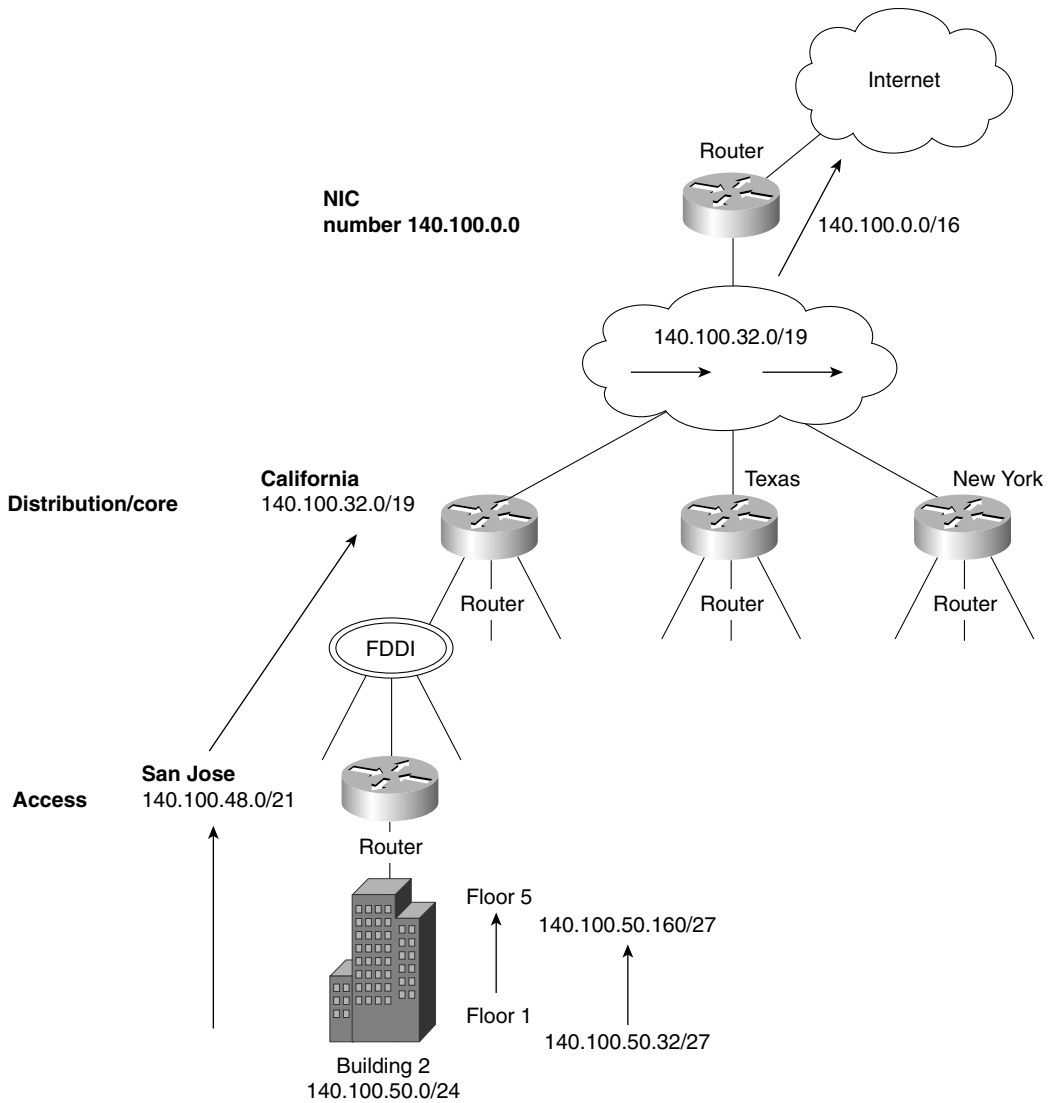 Internet
Router
NIC
number 140.100.0.0
140.100.0.0/16
140.100.32.0/19
California
Texas
New York
Distribution/core
140.100.32.0/19
Router
Router
Router
FDDI
San Jose
Access
140.100.48.0/21
Router
Floor 5
140.100.50.160/27
Floor 1
140.100.50.32/27
Building 2
140.100.50.0/24